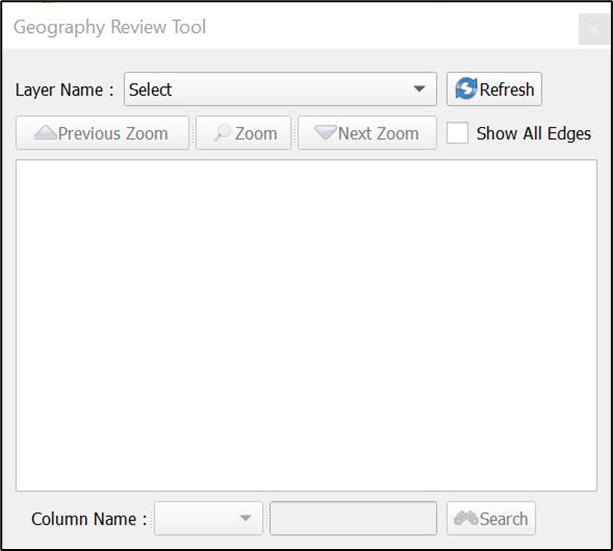 Geography Review Tool
Layer Name : Select Refresh
Previous Zoom Zoom Next Zoom Show All Edges
Column Name : Search